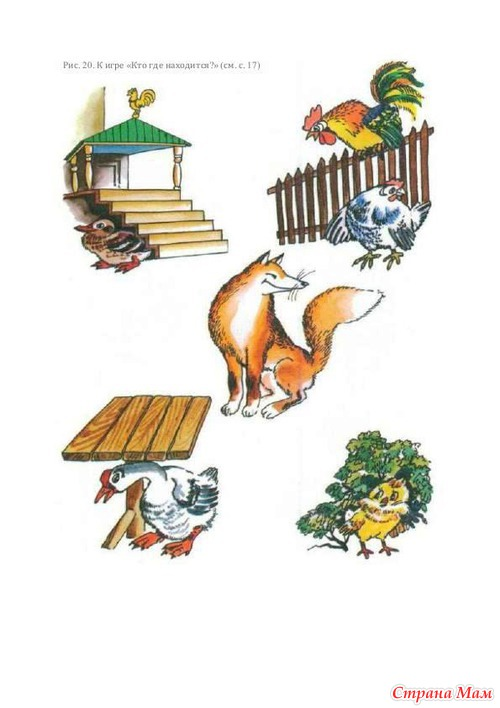 Рис. 20. К игре «Кто где находится?» (см. с. 17)
Страна Мам